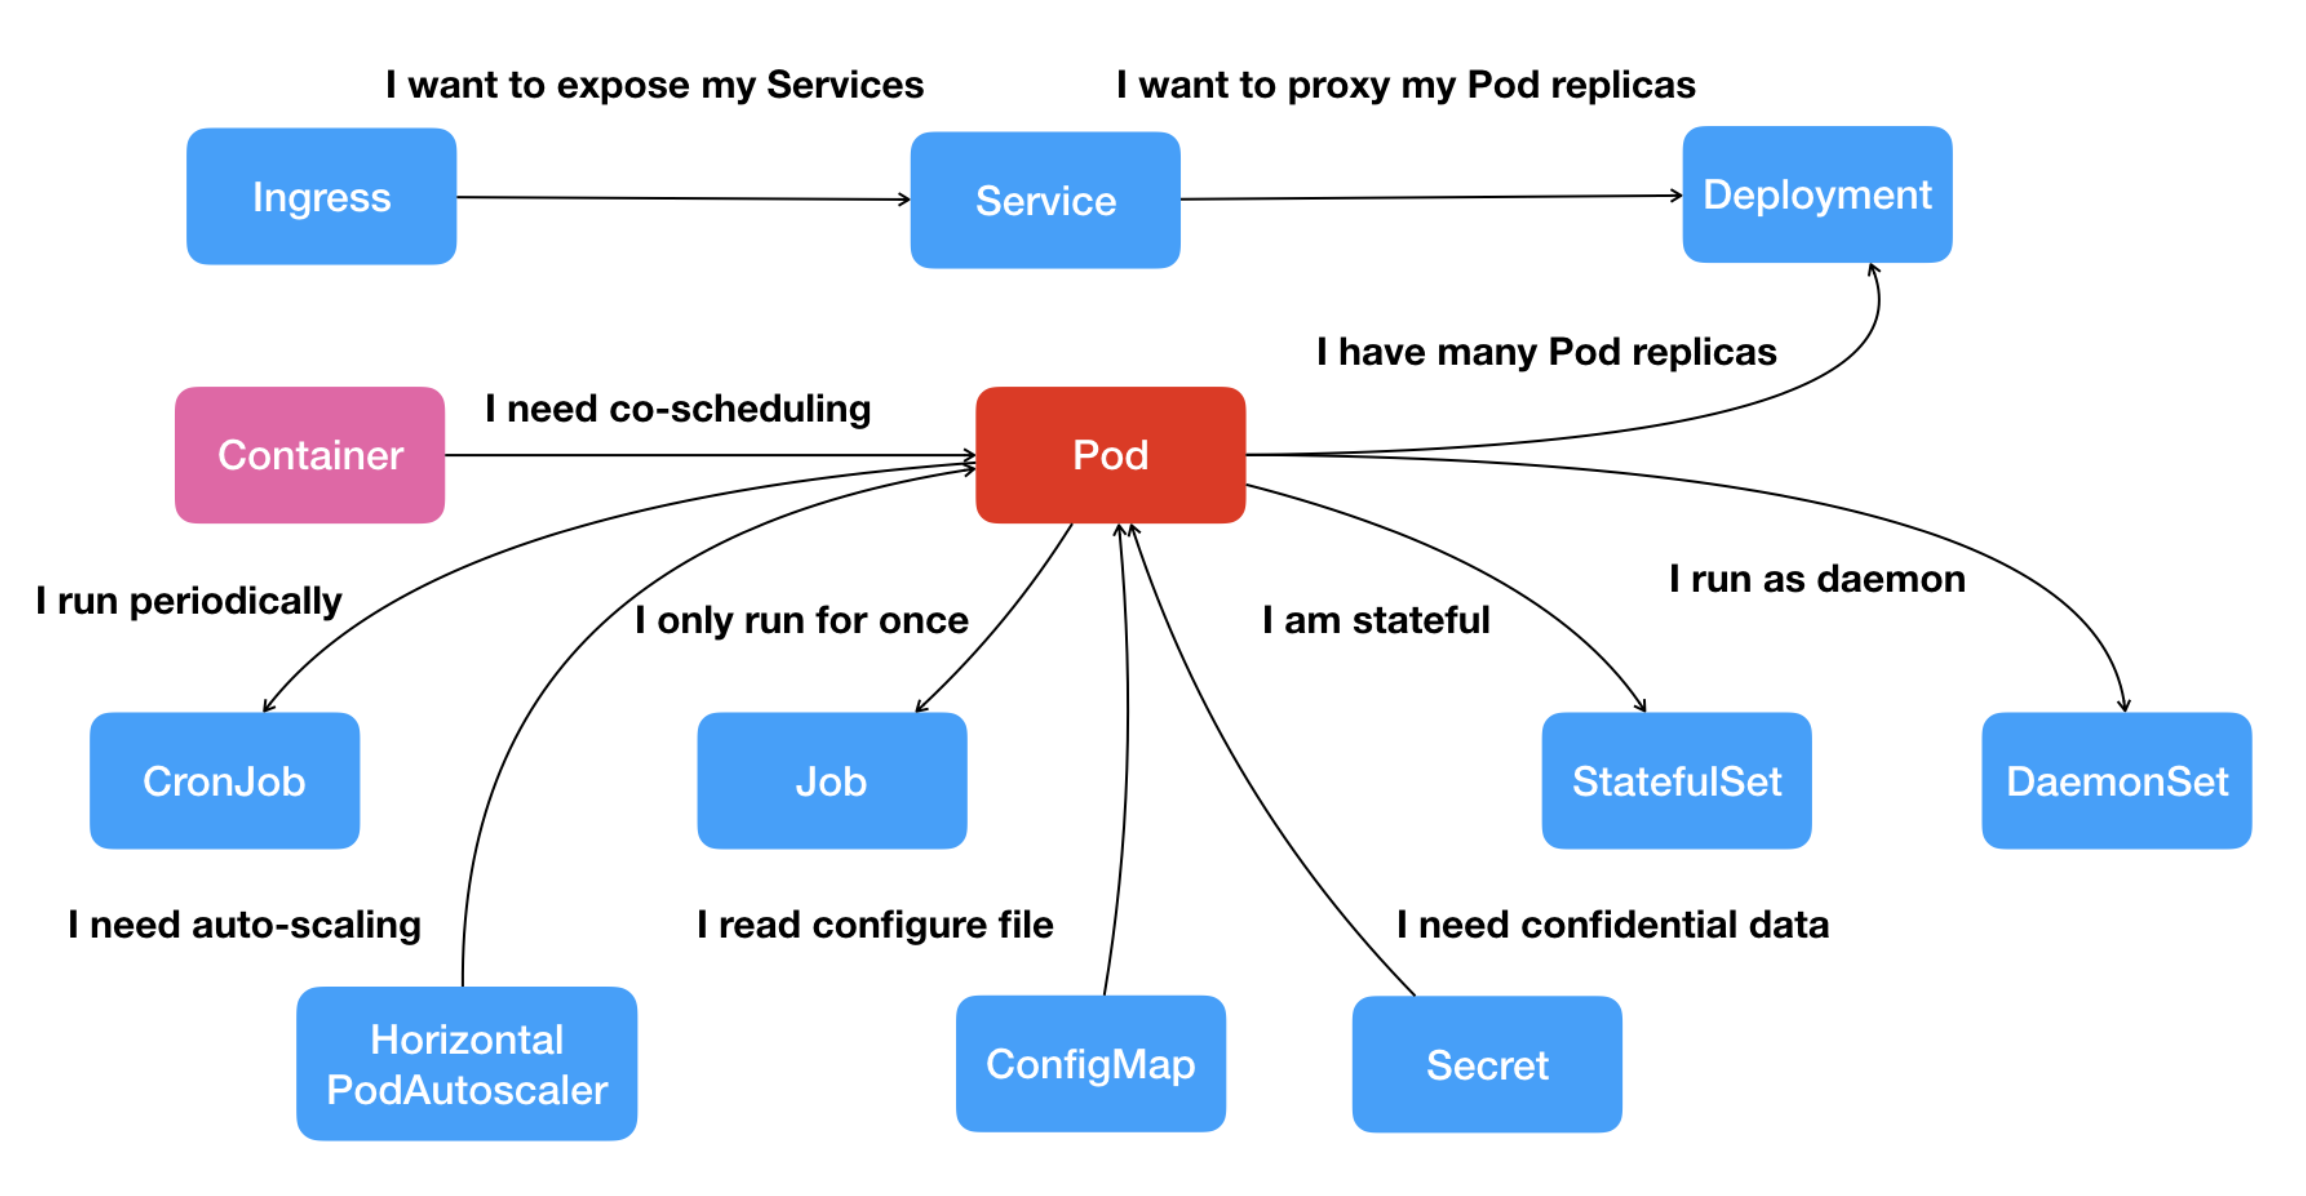 I want to expose my Services
I want to proxy my Pod replicas
Ingress
Service
Deployment
I have many Pod replicas
I need co-scheduling
Container
Pod
I run periodically
I only run for once
I am stateful
I run as daemon
CronJob
Job
StatefulSet
DaemonSet
I need auto-scaling
I read configure file
I need confidential data
Horizontal
PodAutoscaler
ConfigMap
Secret